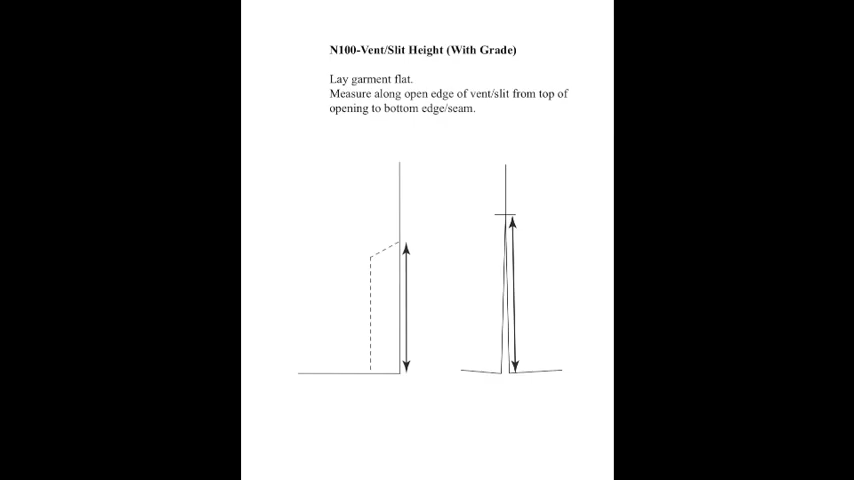 N100-Vent/Slit Height (With Grade)
Lay garment flat.
Measure along open edge of vent/slit from top of
opening to bottom edge/seam.